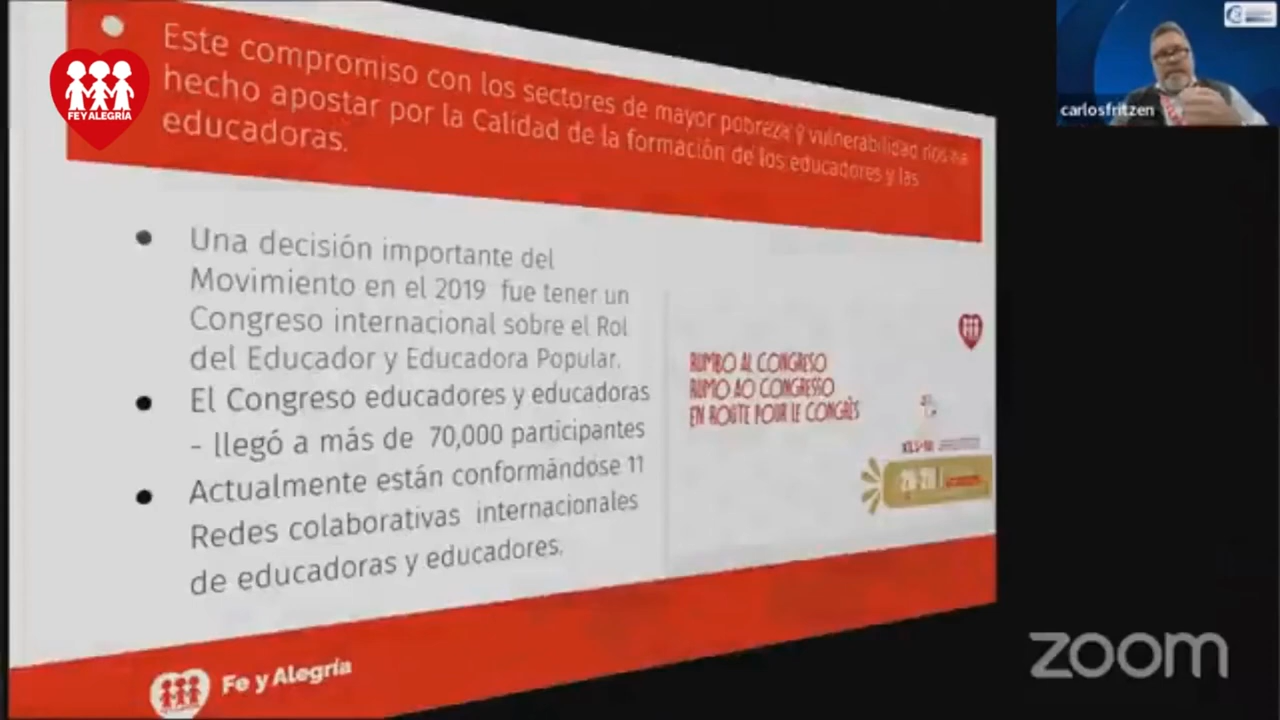 Este compromiso con los sectores de mayor pobreza y vulnerabilidad nos ha
hecho apostar por la Calidad de la formación de los educadores y las
educadoras.
FE Y ALEGRÍA
carlosfritzen
Una decisión importante del
Movimiento en el 2019 fue tener un
Congreso internacional sobre el Rol
del Educador y Educadora Popular.
El Congreso educadores y educadoras
- llegó a más de 70,000 participantes
Actualmente están conformándose 11
Redes colaborativas internacionales
de educadoras y educadores.
RUMBO AL CONGRESO
RUMO AO CONGRESSO
EN ROUTE POUR LE CONGRÈS
Fe y Alegría
zoom